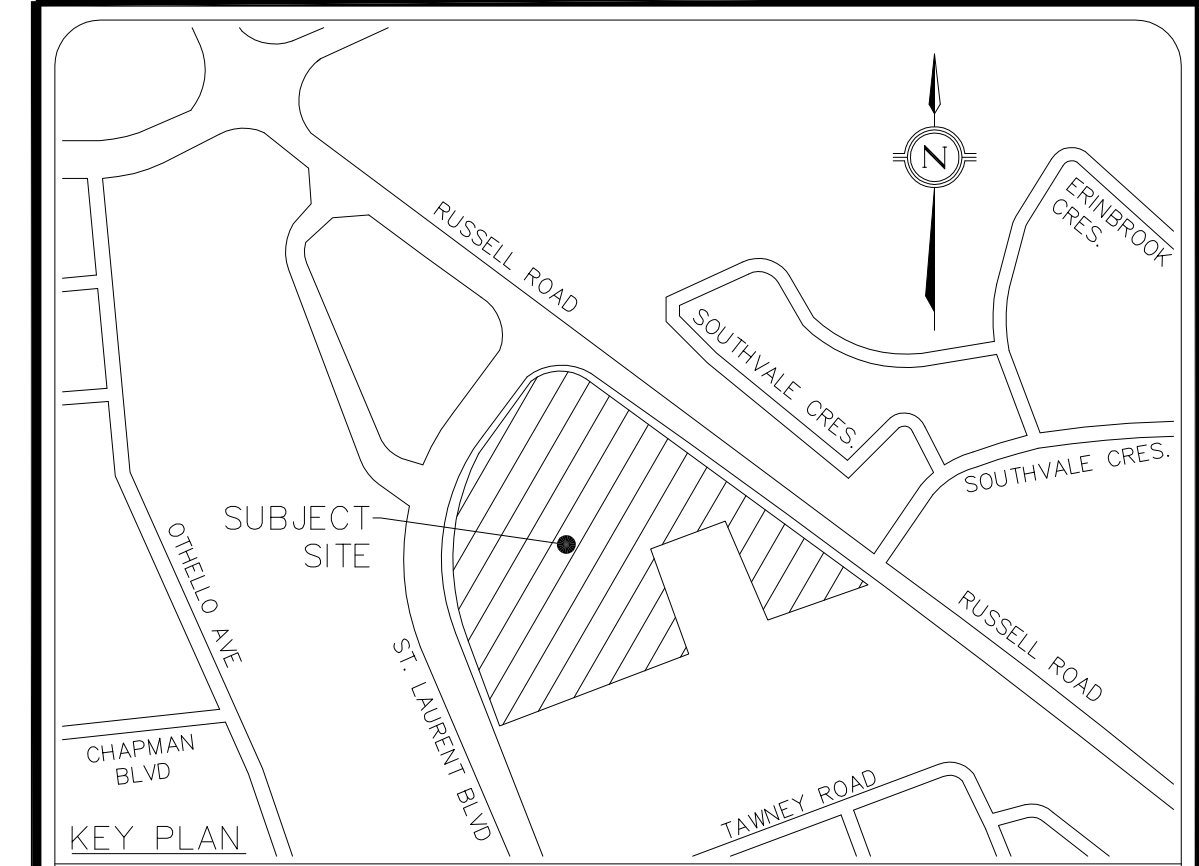 RUSSELL ROAD
N
ERINBROOK
CRES.
SOUTHVALE CRES.
SOUTHVALE CRES.
SUBJECT
SITE
OTHELLO AVE
ST. LAURENT BLVD
RUSSELL ROAD
CHAPMAN
BLVD
TAWNEY ROAD
KEY PLAN